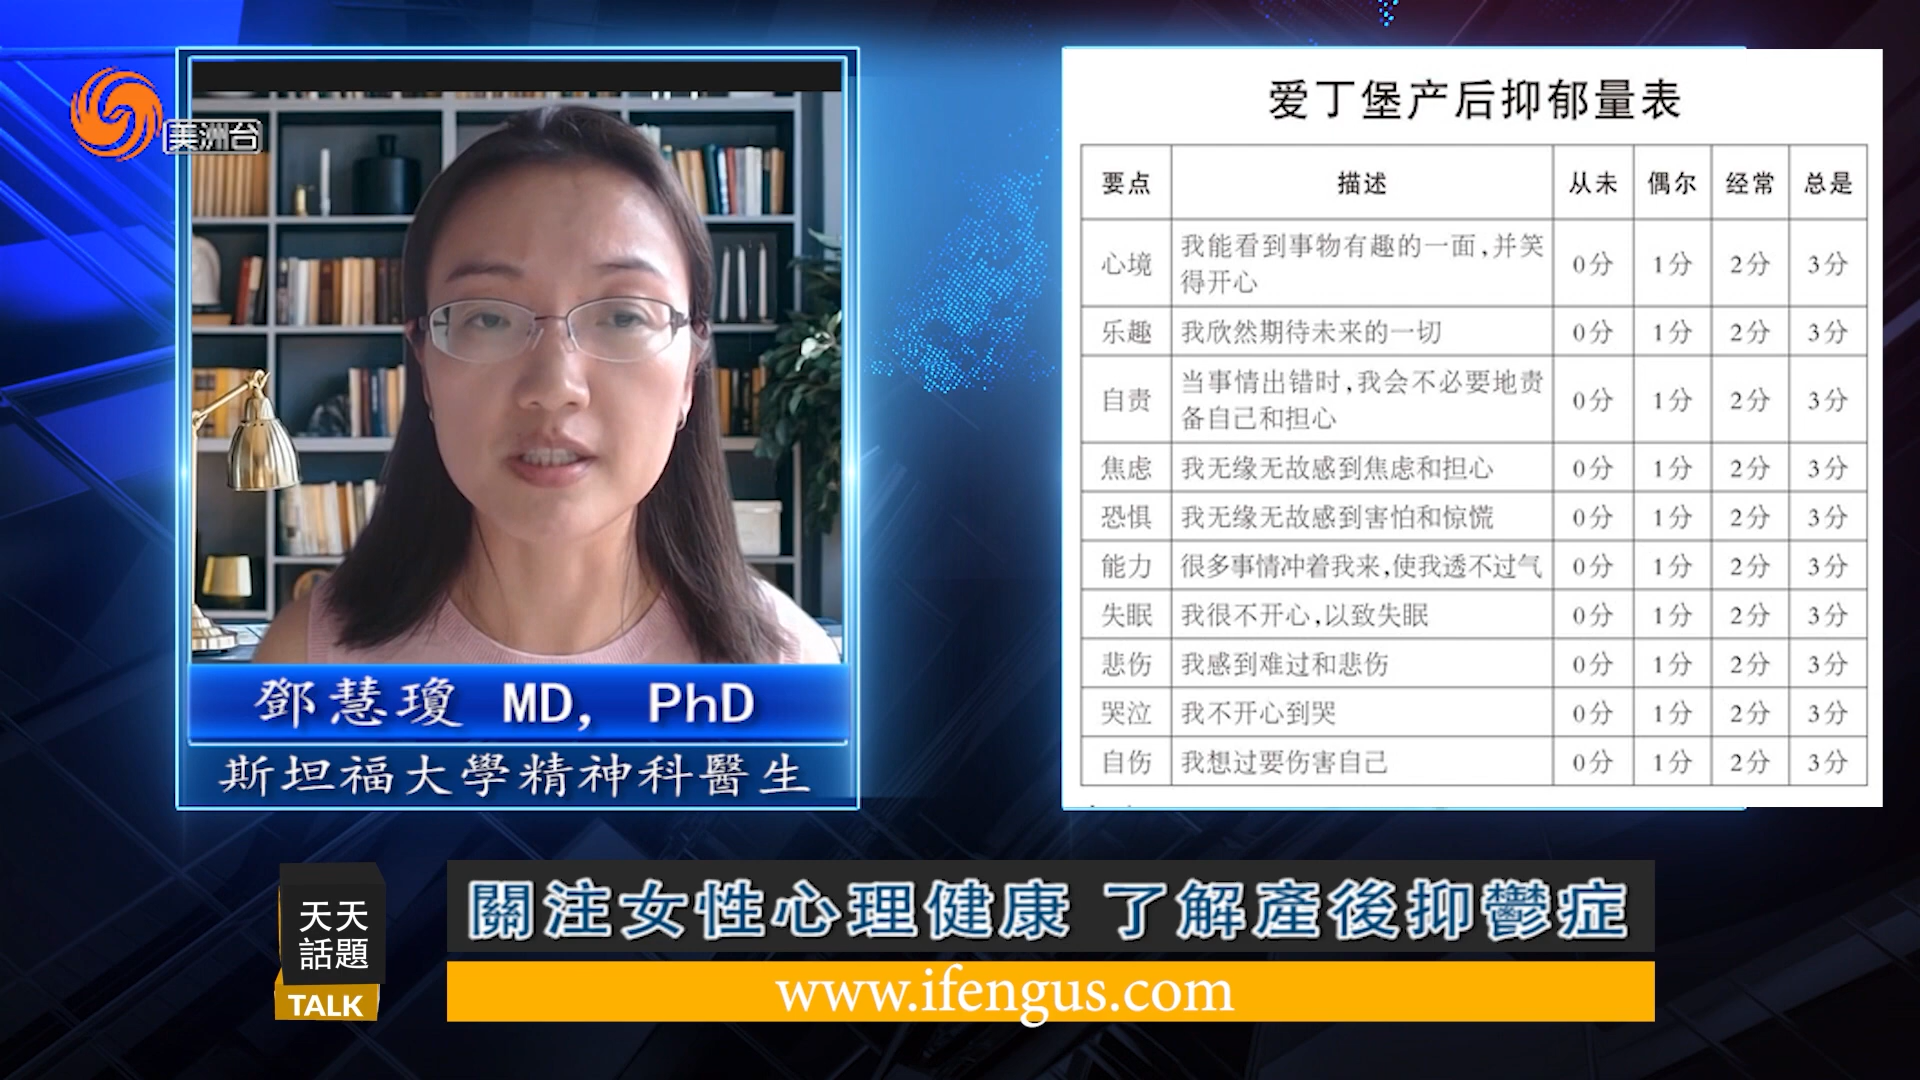 美洲台
鄧慧瓊 MD, PhD
斯坦福大學精神科醫生
爱丁堡产后抑郁量表
要点 描述 从未 偶尔 经常 总是
心境 我能看到事物有趣的一面,并笑得开心 0分 1分 2分 3分
乐趣 我欣然期待未来的一切 0分 1分 2分 3分
自责 当事情出错时,我会不必要地责备自己和担心 0分 1分 2分 3分
焦虑 我无缘无故感到焦虑和担心 0分 1分 2分 3分
恐惧 我无缘无故感到害怕和惊慌 0分 1分 2分 3分
能力 很多事情冲着我来,使我透不过气 0分 1分 2分 3分
失眠 我很不开心,以致失眠 0分 1分 2分 3分
悲伤 我感到难过和悲伤 0分 1分 2分 3分
哭泣 我不开心到哭 0分 1分 2分 3分
自伤 我想过要伤害自己 0分 1分 2分 3分
天天
話題
TALK
關注女性心理健康 了解產後抑鬱症
www.ifengus.com